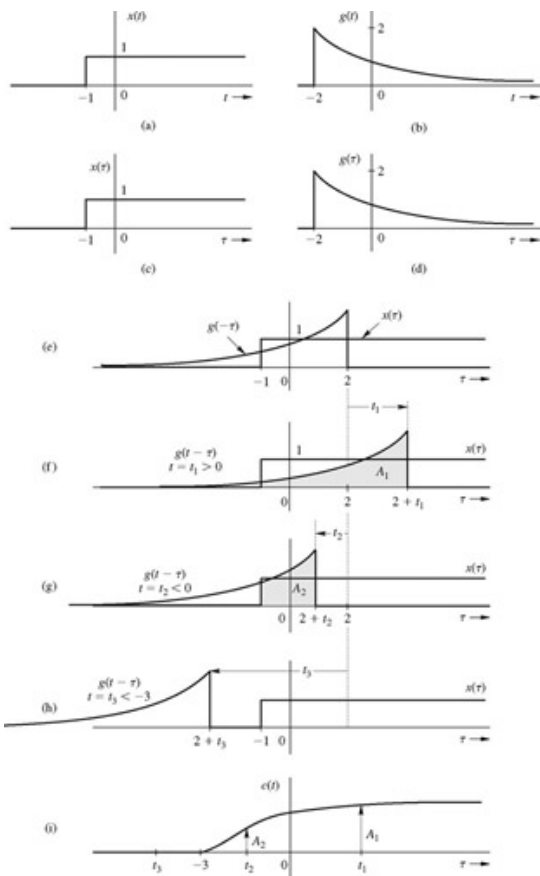 x(t) g(t)
1 2
−1 0 t −2 0 t
(a) (b)
x(τ) g(τ)
1 2
−1 0 τ −2 0 τ
(c) (d)
(e) g(−τ) 1 x(τ)
−1 0 2 τ
t₁
(f) g(t − τ) 1 x(τ)
t = t₁ > 0 A₁
0 2 2 + t₁ τ
t₂
(g) g(t − τ) x(τ)
t = t₂ < 0 A₂
0 2 + t₂ 2 τ
g(t − τ) t₃
(h) t = t₃ < −3 x(τ)
2 + t₃ −1 0 τ
c(t)
(i) A₂ A₁
t₃ −3 t₂ 0 t₁ τ